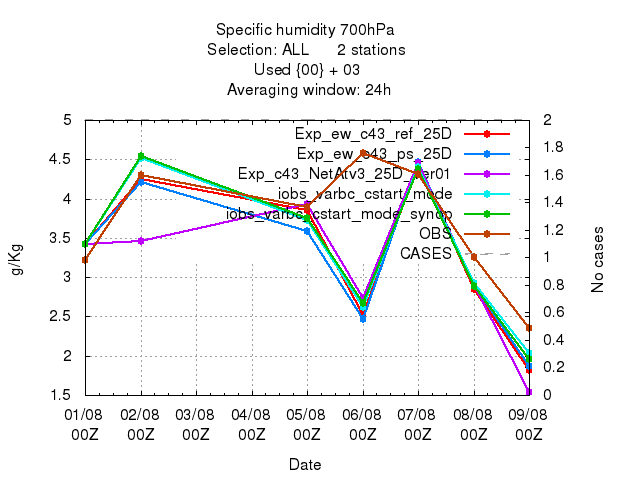 Specific humidity 700hPa
Selection: ALL 2 stations
Used {00} + 03
Averaging window: 24h
g/Kg
5
4.5
4
3.5
3
2.5
2
1.5
2
1.8
1.6
1.4
1.2
1
0.8
0.6
0.4
0.2
0
No cases
Exp_ew_c43_ref_25D
Exp_ew_c43_ps_25D
Exp_c43_NetAtv3_25D_ver01
jobs_varbc_cstart_mode
jobs_varbc_cstart_mode_synop
OBS
CASES
01/08 02/08 03/08 04/08 05/08 06/08 07/08 08/08 09/08
00Z 00Z 00Z 00Z 00Z 00Z 00Z 00Z 00Z
Date